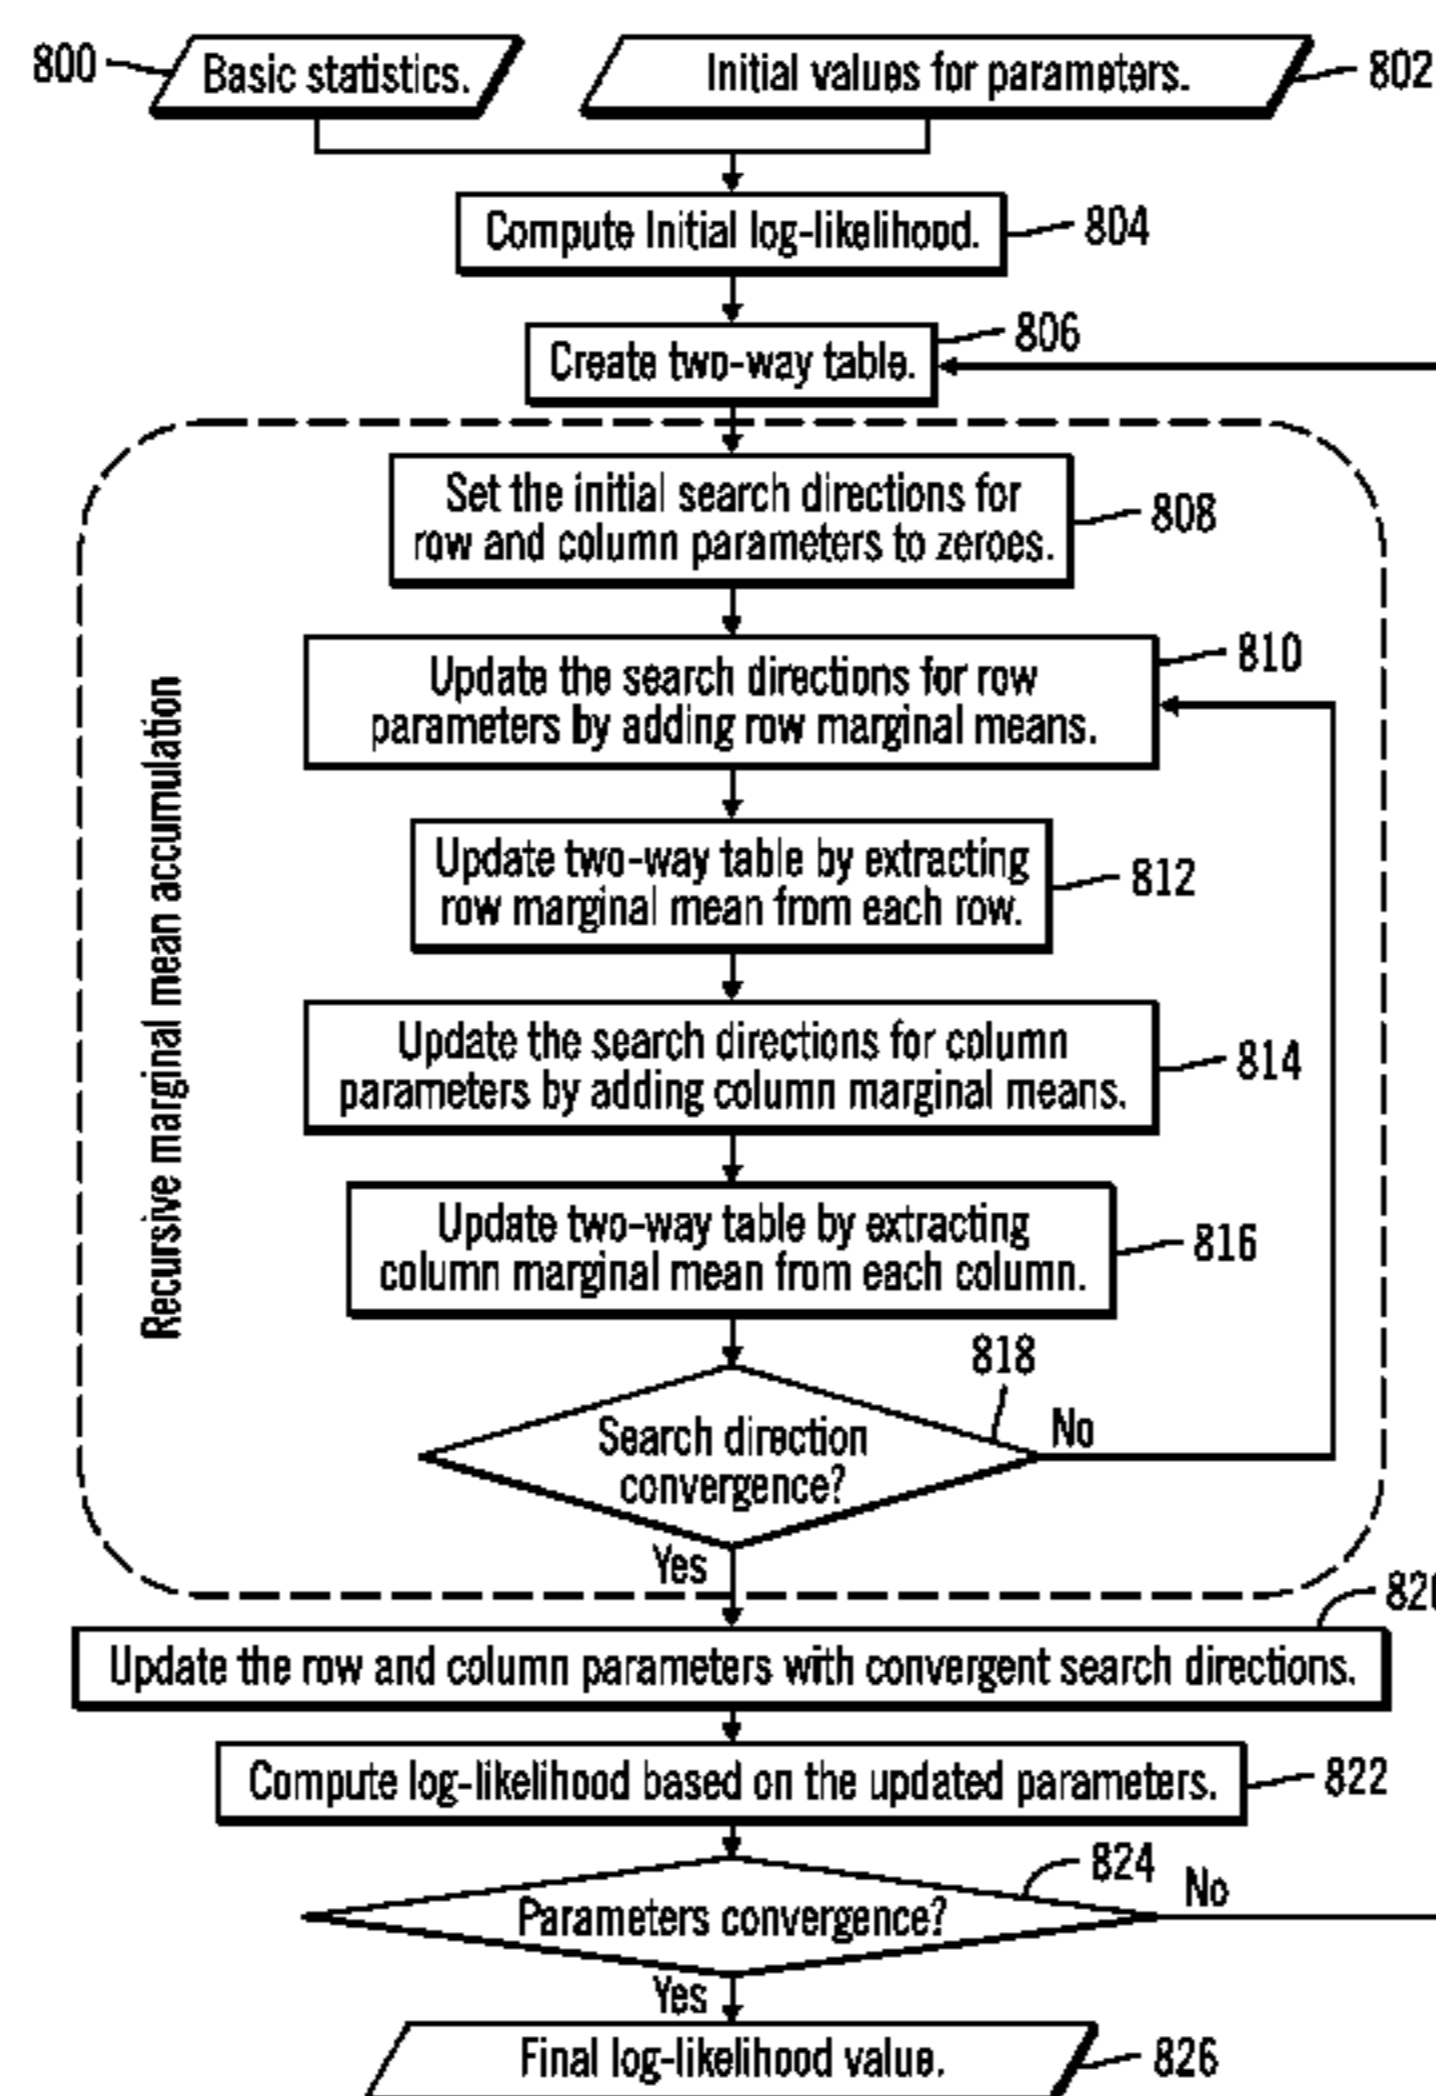 800
Basic statistics.
Initial values for parameters.
802
Compute Initial log-likelihood.
804
806
Create two-way table.
Set the initial search directions for
row and column parameters to zeroes.
808
Update the search directions for row
parameters by adding row marginal means.
810
Recursive marginal mean accumulation
Update two-way table by extracting
row marginal mean from each row.
812
Update the search directions for column
parameters by adding column marginal means.
814
Update two-way table by extracting
column marginal mean from each column.
816
818
Search direction
convergence?
No
Yes
Update the row and column parameters with convergent search directions.
Compute log-likelihood based on the updated parameters.
822
824
Parameters convergence?
No
Yes
Final log-likelihood value.
826